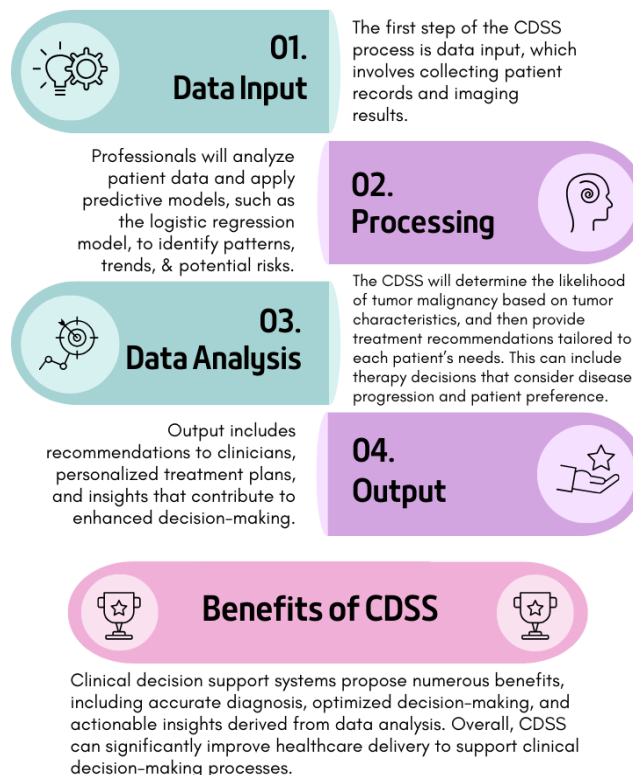 01.
Data Input
The first step of the CDSS
process is data input, which
involves collecting patient
records and imaging
results.
Professionals will analyze
patient data and apply
predictive models, such as
the logistic regression
model, to identify patterns,
trends, & potential risks.
02.
Processing
03.
Data Analysis
The CDSS will determine the likelihood
of tumor malignancy based on tumor
characteristics, and then provide
treatment recommendations tailored to
each patient's needs. This can include
therapy decisions that consider disease
progression and patient preference.
Output includes
recommendations to clinicians,
personalized treatment plans,
and insights that contribute to
enhanced decision-making.
04.
Output
Benefits of CDSS
Clinical decision support systems propose numerous benefits,
including accurate diagnosis, optimized decision-making, and
actionable insights derived from data analysis. Overall, CDSS
can significantly improve healthcare delivery to support clinical
decision-making processes.